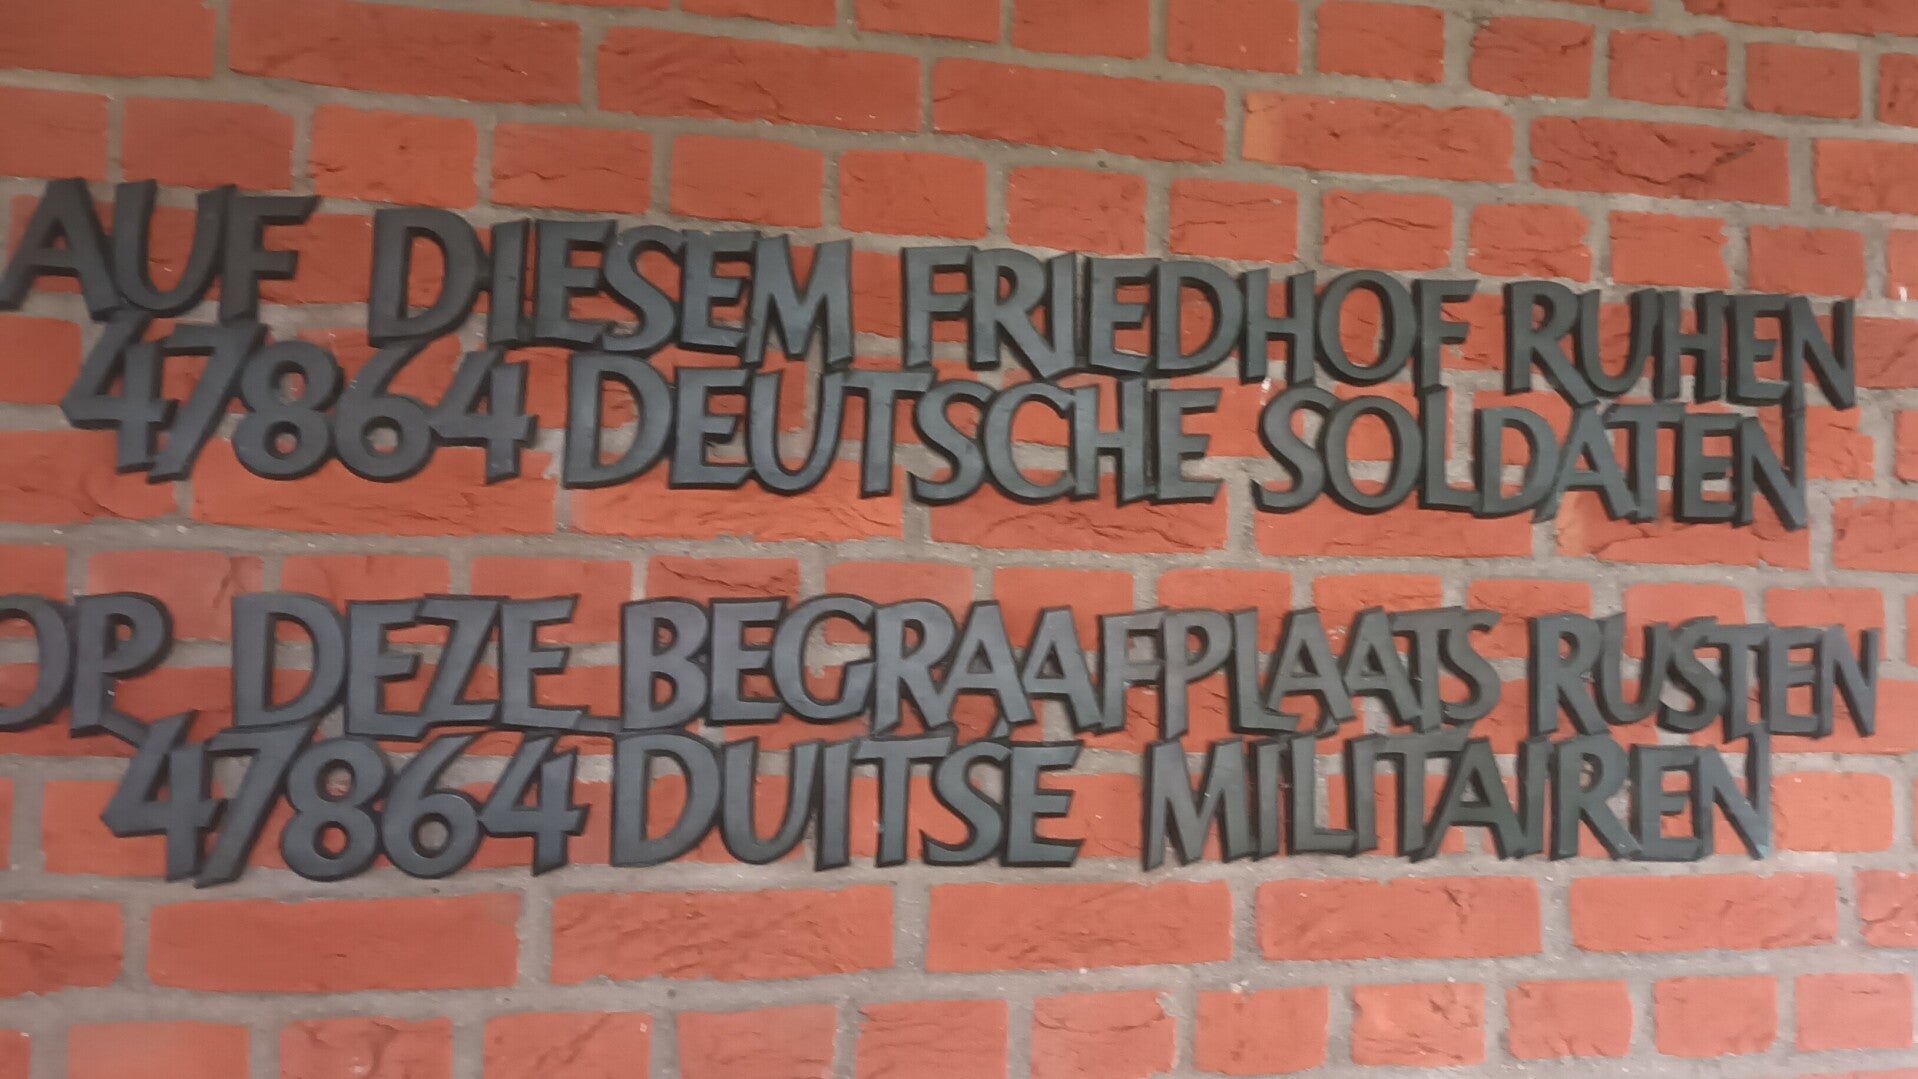 AUF DIESEM FRIEDHOF RUHEN
47864 DEUTSCHE SOLDATEN
OP DEZE BEGRAAFPLAATS RUSTEN
47864 DUITSE MILITAIREN